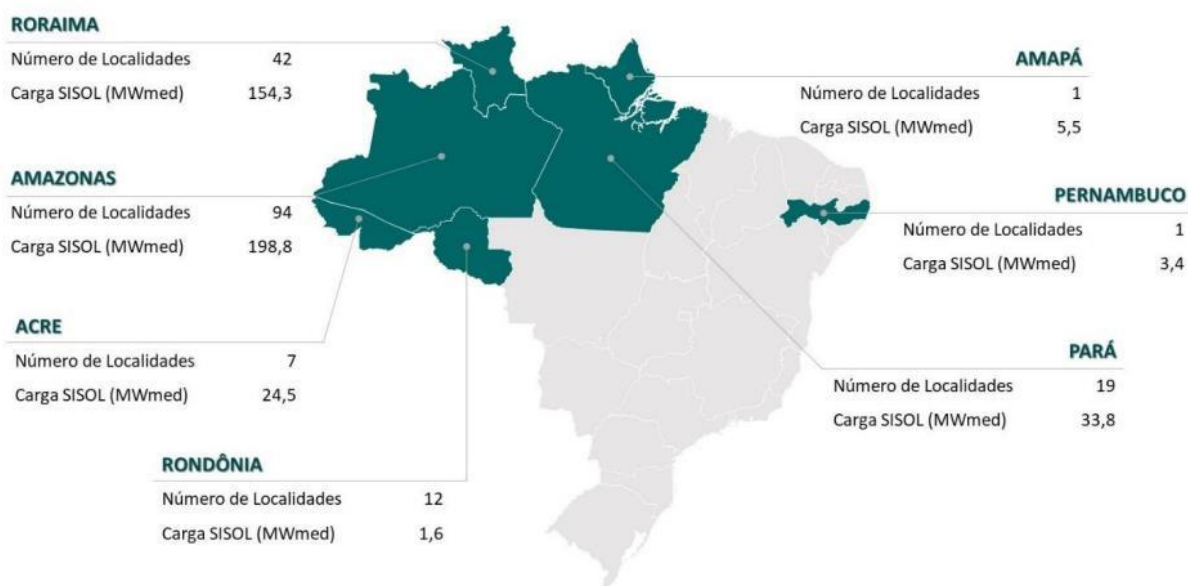 RORAIMA
Número de Localidades 42
Carga SISOL (MWmed) 154,3
AMAPÁ
Número de Localidades 1
Carga SISOL (MWmed) 5,5
AMAZONAS
Número de Localidades 94
Carga SISOL (MWmed) 198,8
PERNAMBUCO
Número de Localidades 1
Carga SISOL (MWmed) 3,4
ACRE
Número de Localidades 7
Carga SISOL (MWmed) 24,5
PARÁ
Número de Localidades 19
Carga SISOL (MWmed) 33,8
RONDÔNIA
Número de Localidades 12
Carga SISOL (MWmed) 1,6